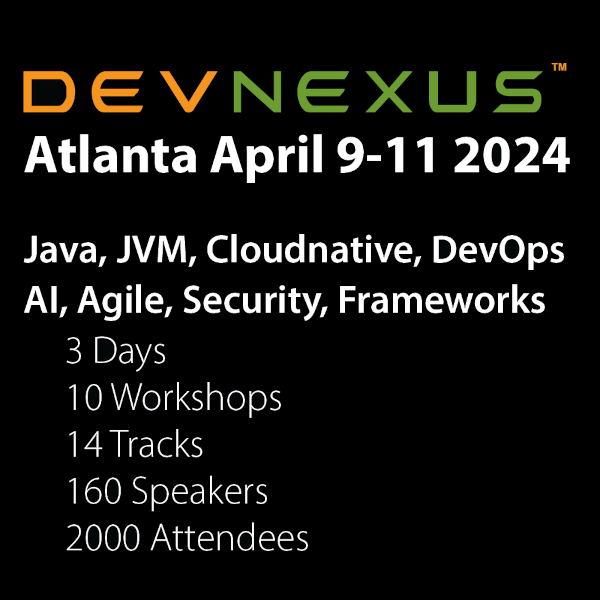 DEVNEXUS™
Atlanta April 9-11 2024
Java, JVM, Cloudnative, DevOps
AI, Agile, Security, Frameworks
3 Days
10 Workshops
14 Tracks
160 Speakers
2000 Attendees